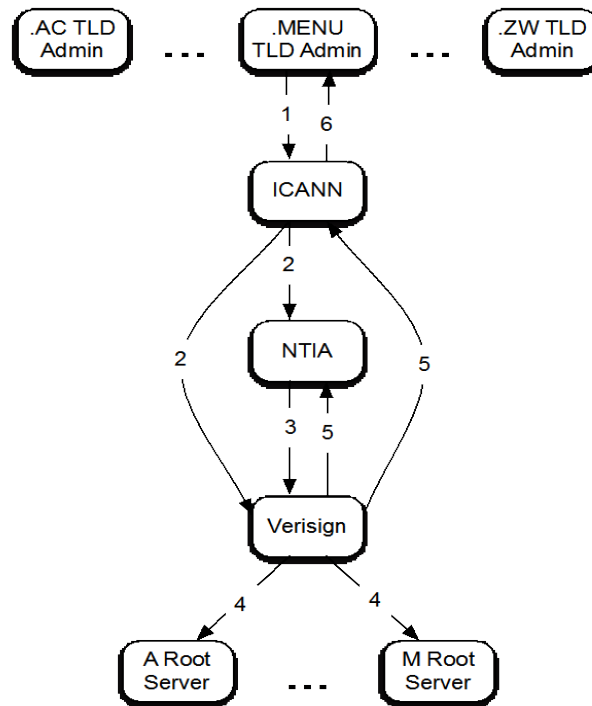 .AC TLD
Admin
...
.MENU
TLD Admin
...
.ZW TLD
Admin
1
6
ICANN
2
2
NTIA
5
3
5
Verisign
4
4
A Root
Server
...
M Root
Server